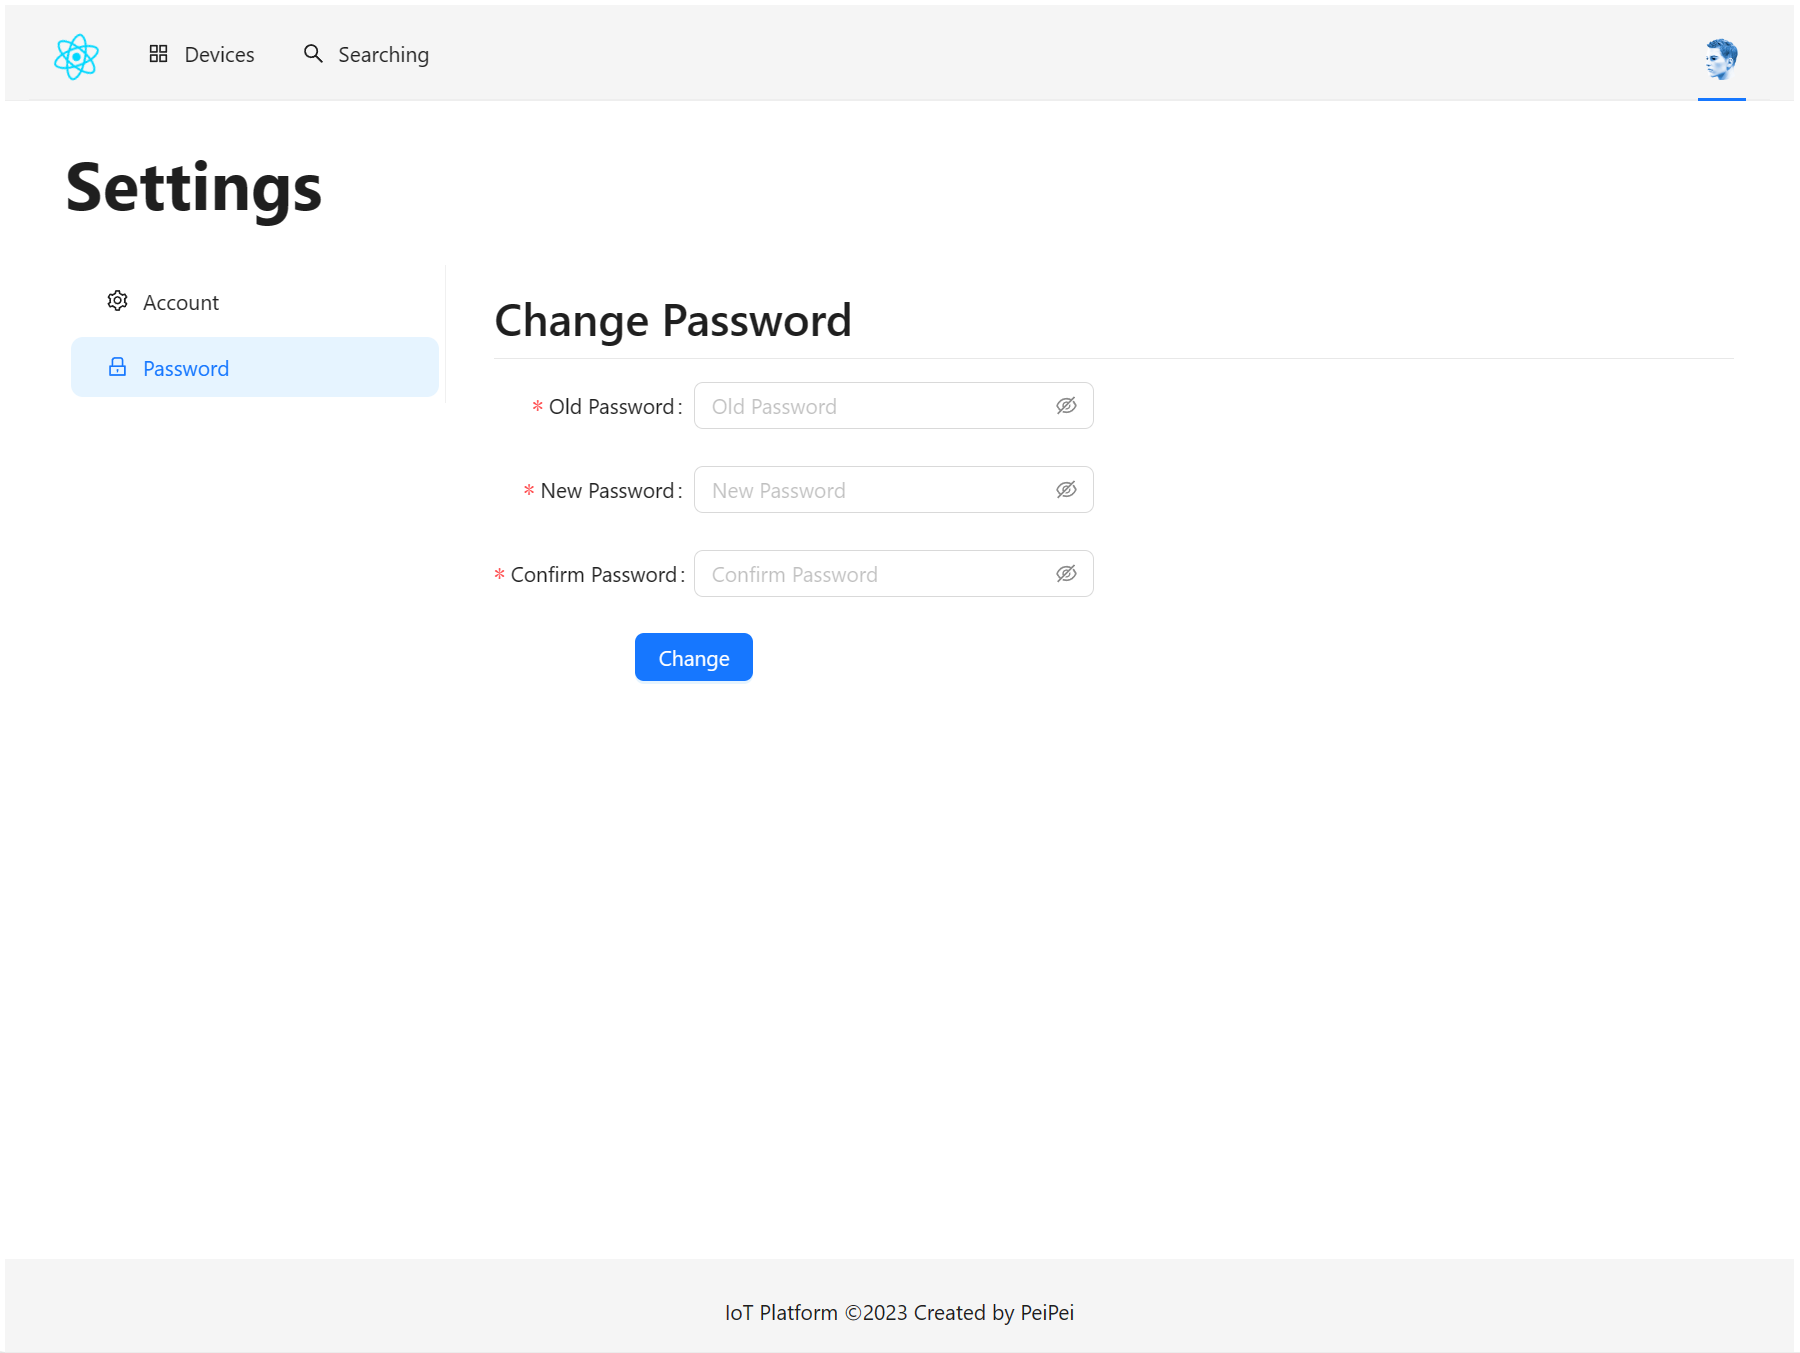 Devices
Searching
Settings
Account
Password
Change Password
* Old Password:
Old Password
* New Password:
New Password
* Confirm Password:
Confirm Password
Change
IoT Platform ©2023 Created by PeiPei